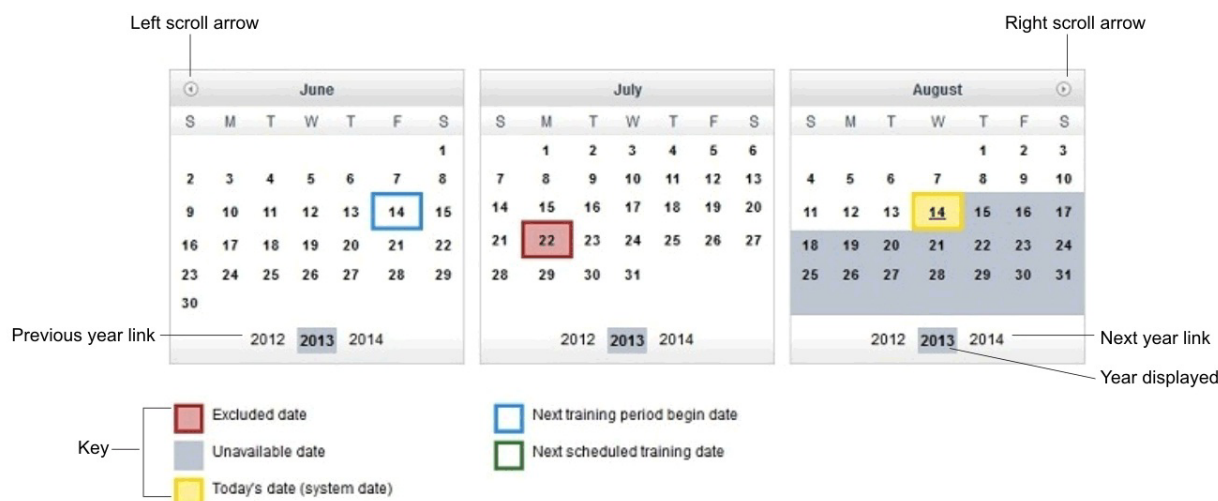 Left scroll arrow
Right scroll arrow
June
S M T W T F S
1
2 3 4 5 6 7 8
9 10 11 12 13 14 15
16 17 18 19 20 21 22
23 24 25 26 27 28 29
30
2012 2013 2014
July
S M T W T F S
1 2 3 4 5 6
7 8 9 10 11 12 13
14 15 16 17 18 19 20
21 22 23 24 25 26 27
28 29 30 31
2012 2013 2014
August
S M T W T F S
1 2 3
4 5 6 7 8 9 10
11 12 13 14 15 16 17
18 19 20 21 22 23 24
25 26 27 28 29 30 31
2012 2013 2014
Previous year link
Next year link
Year displayed
Key
Excluded date
Unavailable date
Today's date (system date)
Next training period begin date
Next scheduled training date